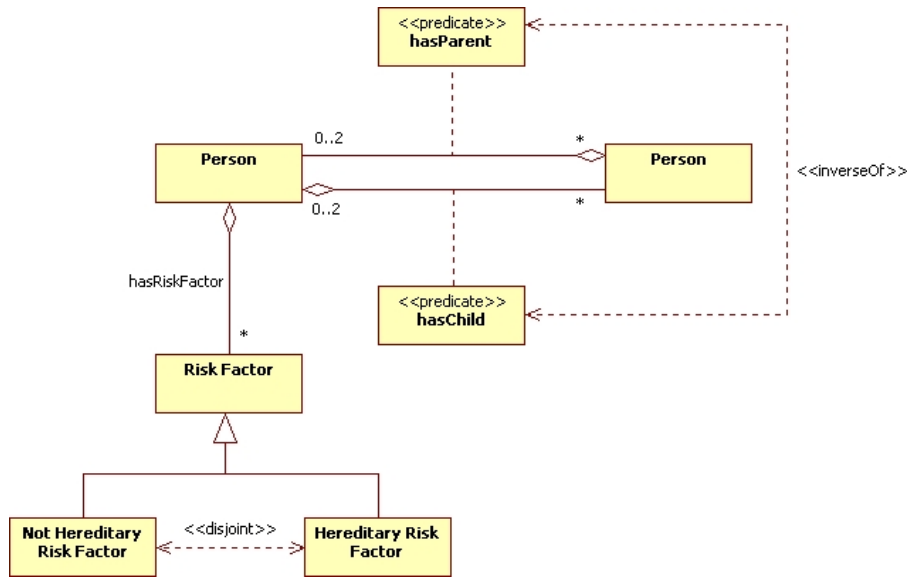 <<predicate>>
hasParent
0..2
*
Person
Person
<<inverseOf>>
0..2
*
hasRiskFactor
<<predicate>>
hasChild
*
Risk Factor
Not Hereditary
Risk Factor
<<disjoint>>
Hereditary Risk
Factor